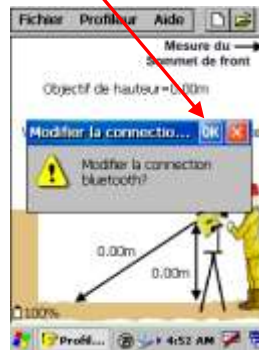 Fichier Profileur Aide
Mesure du
Sommet de front
Objectif de hauteur=0.00m
Modifier la connectio... OK
Modifier la connection
bluetooth?
0.00m
0.00m
100%
Profil... 4:52 AM